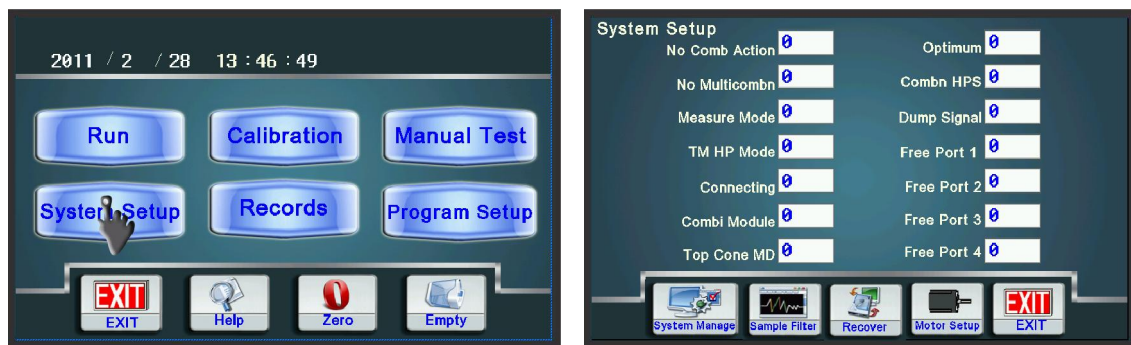 2011 / 2 / 28 13 : 46 : 49
Run
Calibration
Manual Test
System Setup
Records
Program Setup
EXIT
EXIT
Help
Zero
Empty
System Setup
No Comb Action 0
Optimum 0
No Multicombn 0
Combn HPS 0
Measure Mode 0
Dump Signal 0
TM HP Mode 0
Free Port 1 0
Connecting 0
Free Port 2 0
Combi Module 0
Free Port 3 0
Top Cone MD 0
Free Port 4 0
System Manage
Sample Filter
Recover
Motor Setup
EXIT
EXIT